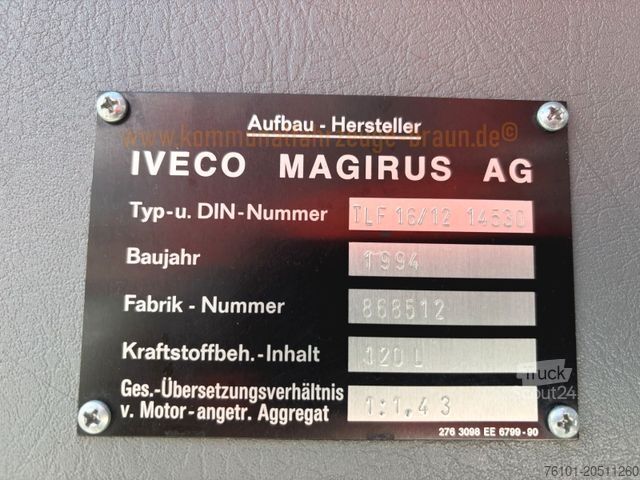 Aufbau - Hersteller
www.kommunalfahrzeuge-braun.de©
IVECO MAGIRUS AG
Typ-u. DIN-Nummer TLF 16/12 14530
Baujahr 1994
Fabrik - Nummer 868512
Kraftstoffbeh.-Inhalt 120 L
Ges.-Übersetzungsverhältnis
v. Motor-angetr. Aggregat 1:1,43
276 3098 EE 6799-90
Truck
Scout24
76101-20511260